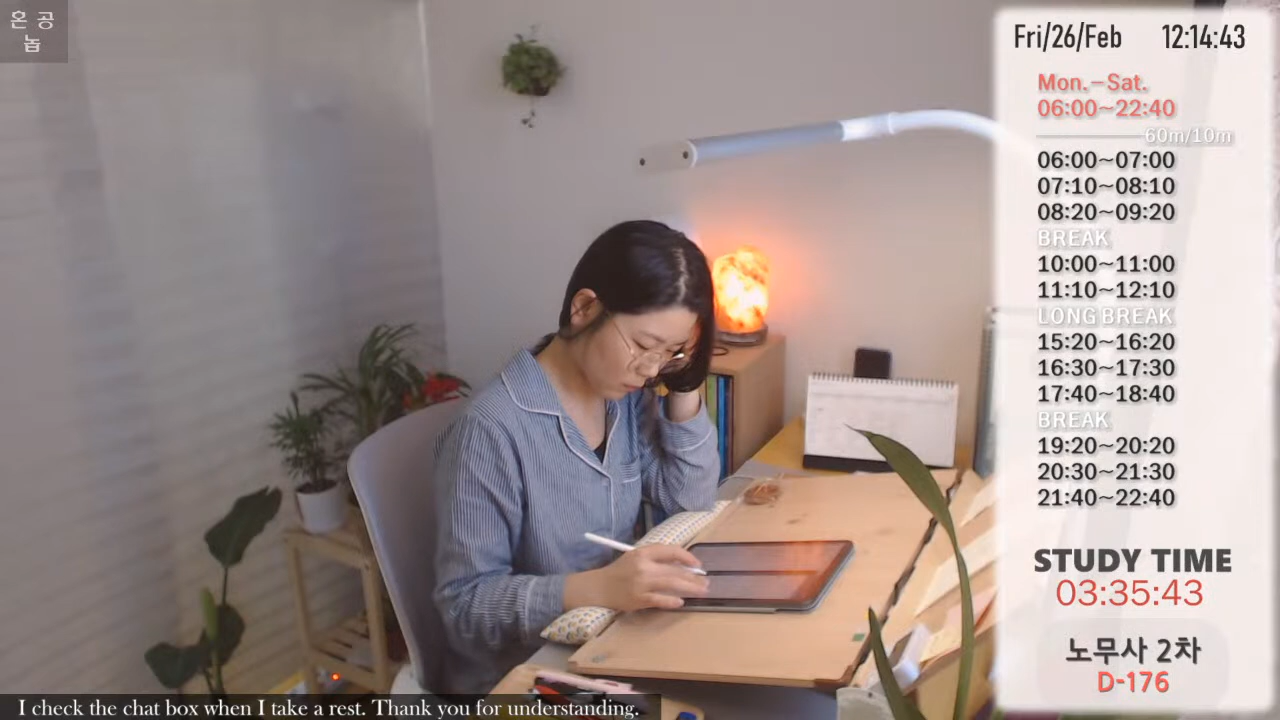 혼 공
놉
Fri/26/Feb 12:14:43
Mon.-Sat.
06:00~22:40
60m/10m
06:00~07:00
07:10~08:10
08:20~09:20
BREAK
10:00~11:00
11:10~12:10
LONG BREAK
15:20~16:20
16:30~17:30
17:40~18:40
BREAK
19:20~20:20
20:30~21:30
21:40~22:40
STUDY TIME
03:35:43
노무사 2차
D-176
I check the chat box when I take a rest. Thank you for understanding.